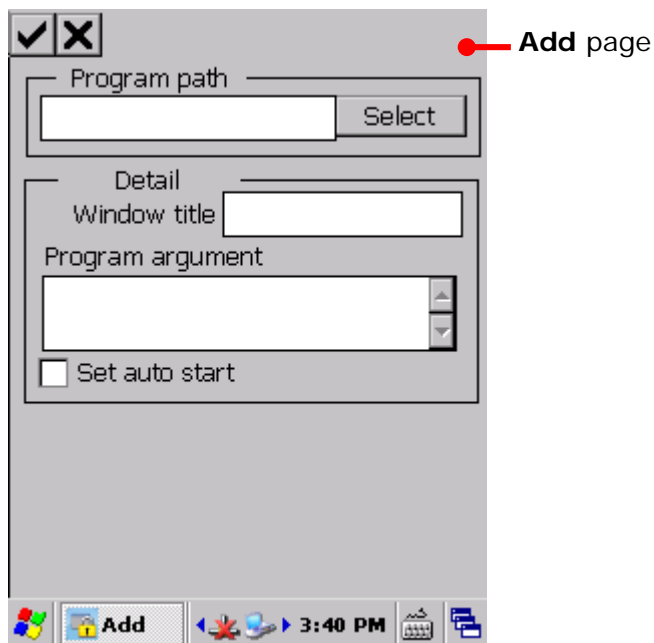 Add page
Program path
Select
Detail
Window title
Program argument
Set auto start
Add
3:40 PM